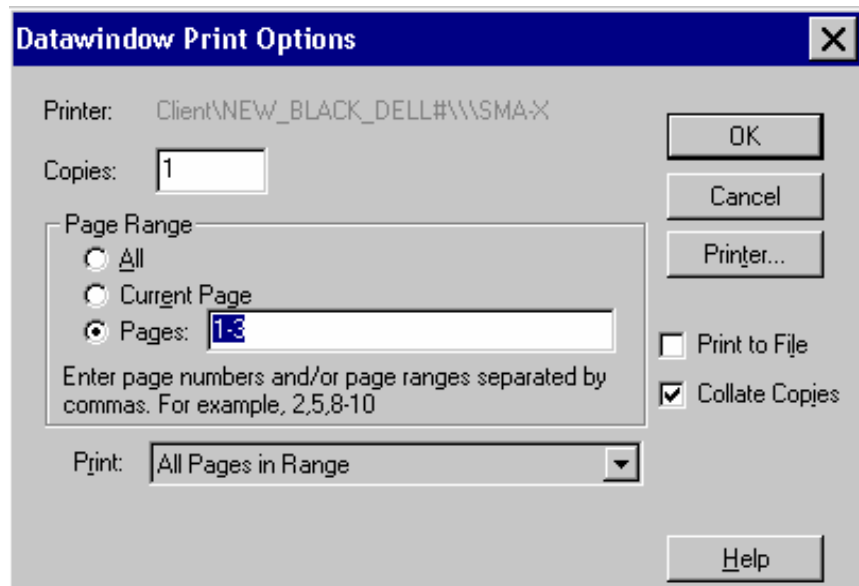 Datawindow Print Options
Printer: Client\NEW_BLACK_DELL#\\\SMA-X
OK
Copies: 1
Cancel
Page Range
All
Printer...
Current Page
Pages: 1-3
Print to File
Enter page numbers and/or page ranges separated by
commas. For example, 2,5,8-10
Collate Copies
Print: All Pages in Range
Help